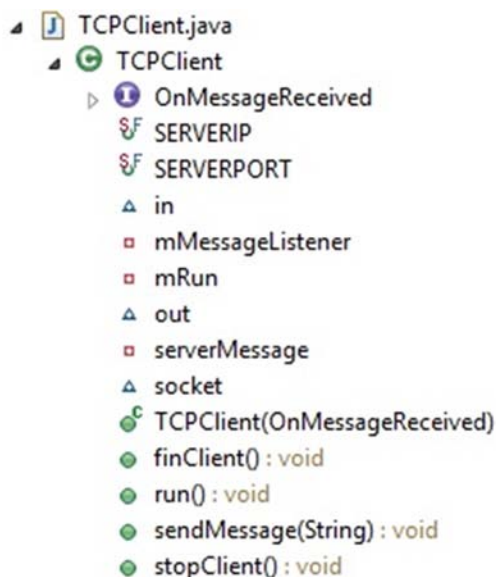 J TCPClient.java
C TCPClient
I OnMessageReceived
S F SERVERIP
S F SERVERPORT
in
mMessageListener
mRun
out
serverMessage
socket
C TCPClient(OnMessageReceived)
finClient() : void
run() : void
sendMessage(String) : void
stopClient() : void